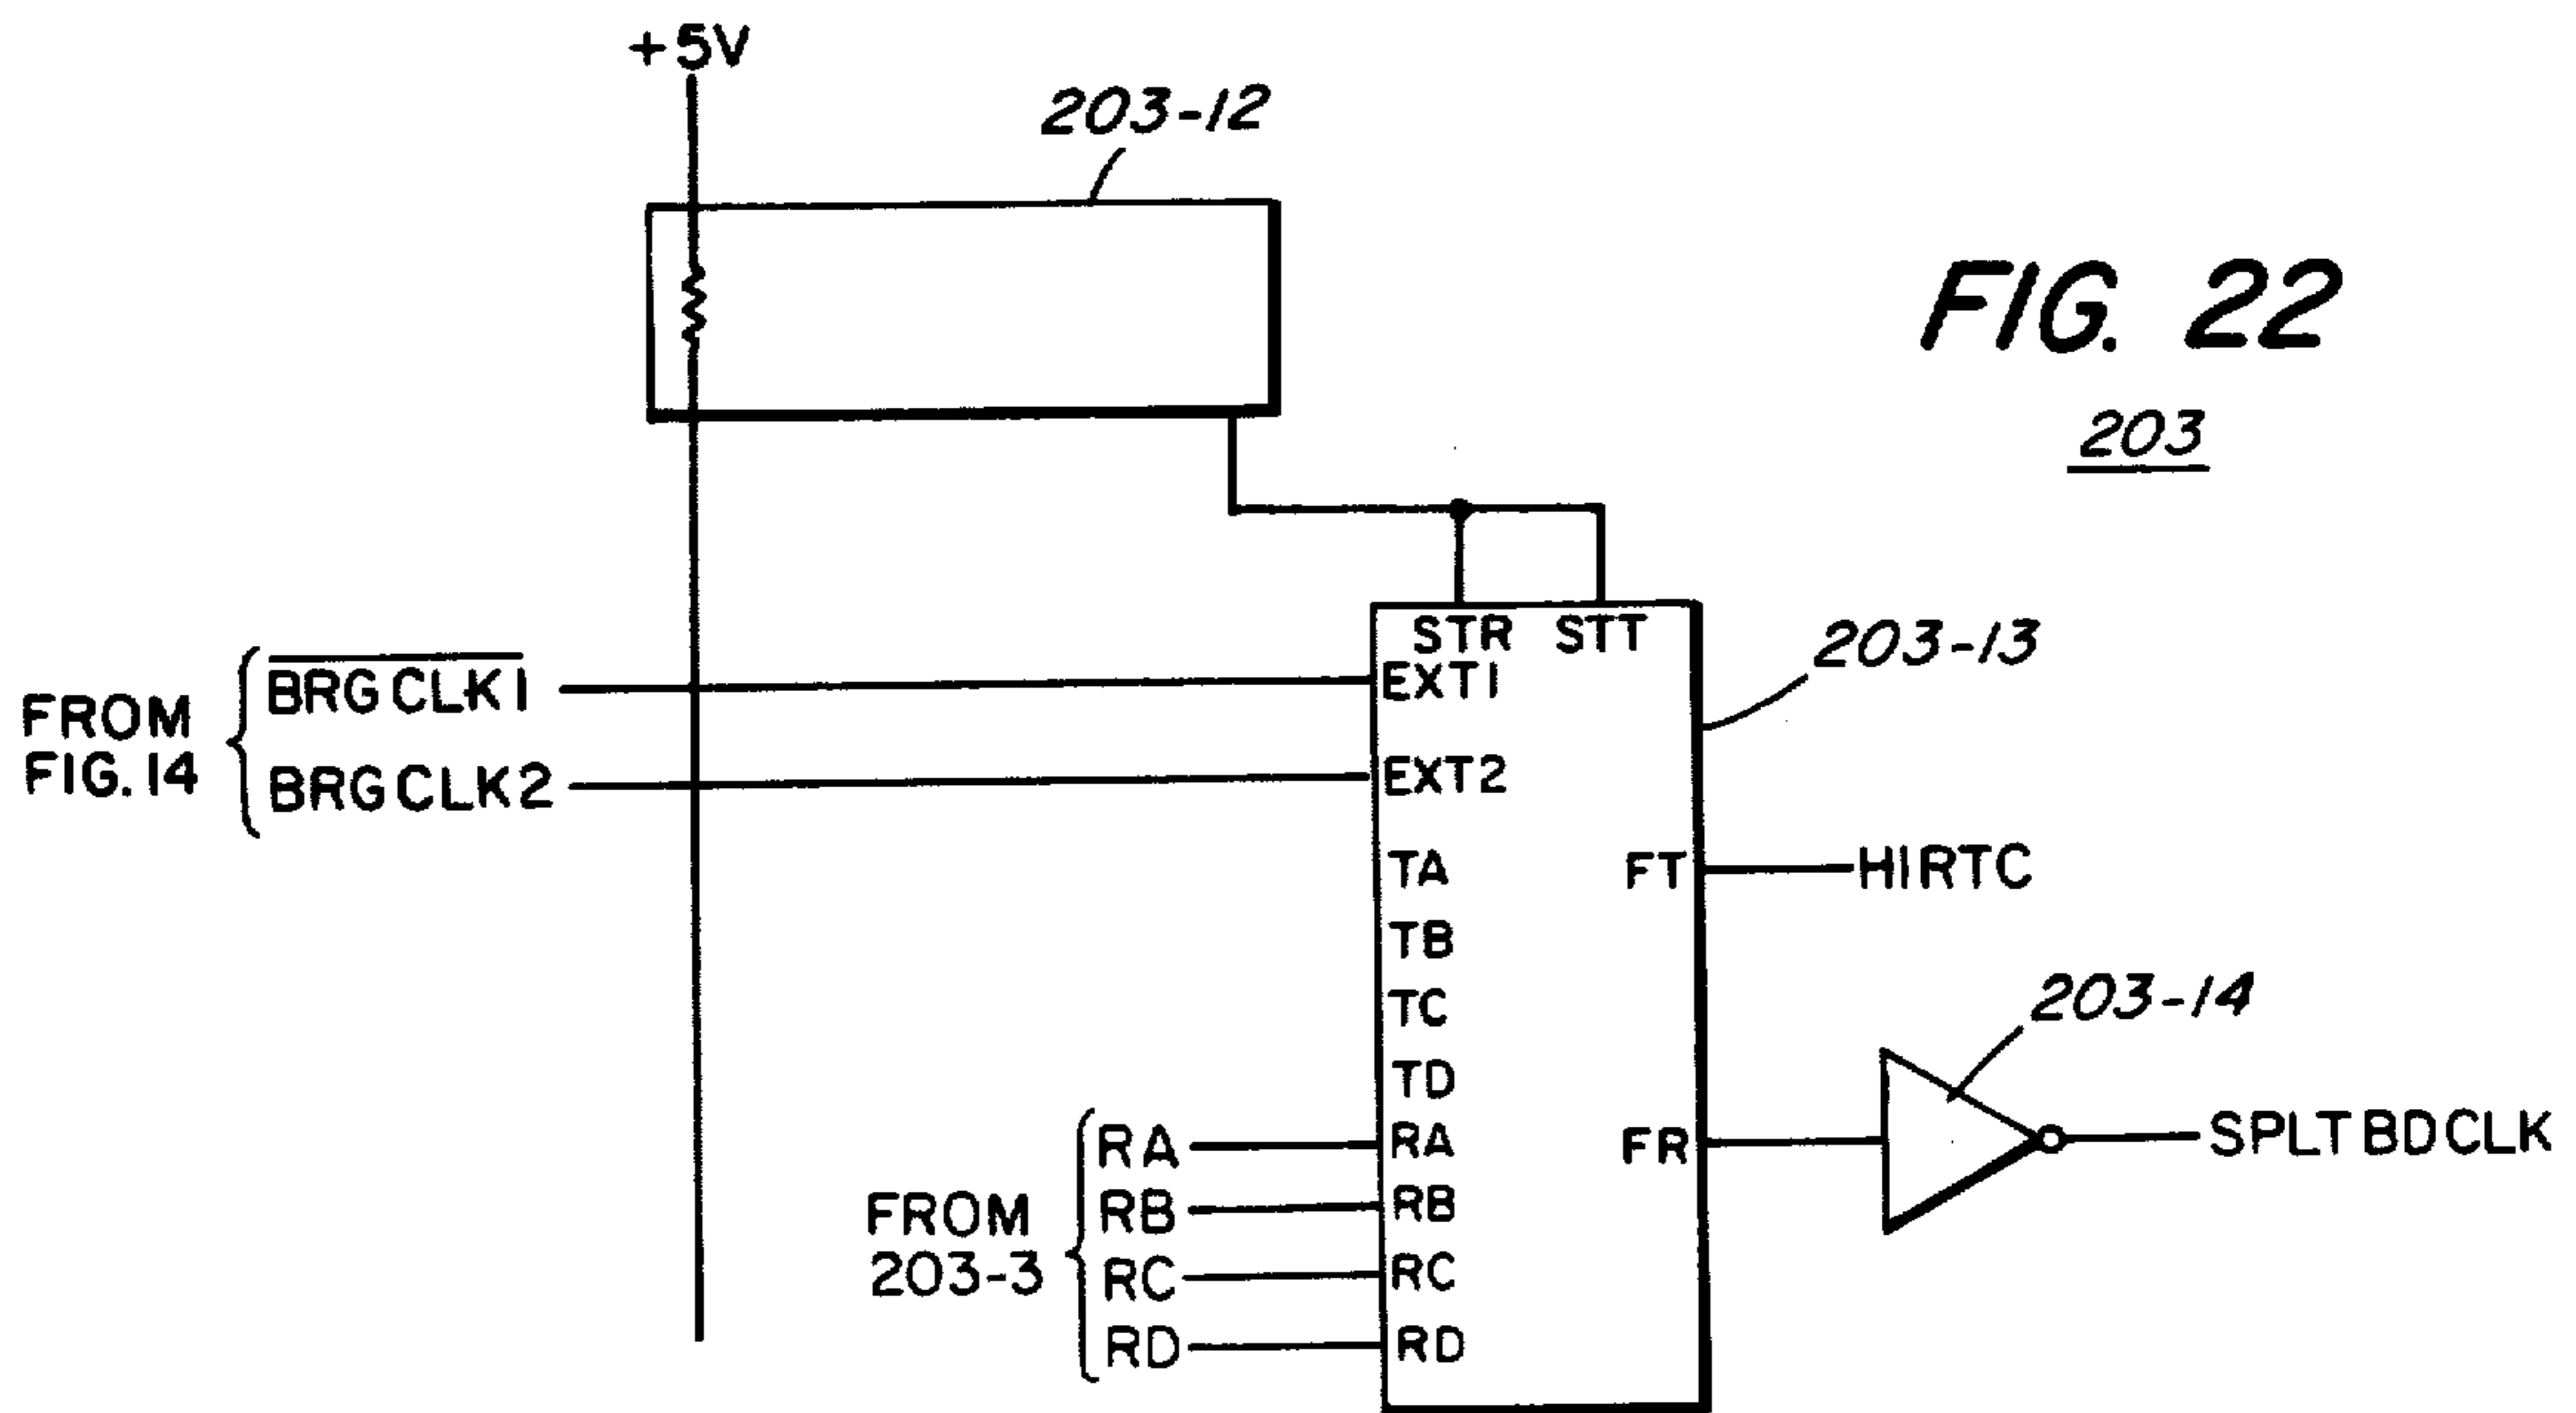 +5V
203-12
FIG. 22
203
STR STT
203-13
FROM
FIG. 14
BRG CLK1
EXT1
BRG CLK2
EXT2
TA
FT
HIRTC
TB
TC
203-14
TD
FROM
203-3
RA
RA
FR
SPLT BD CLK
RB
RB
RC
RC
RD
RD